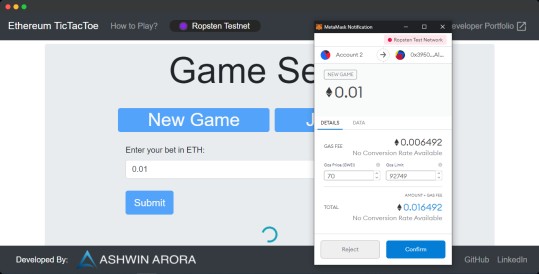 Ethereum TicTacToe
How to Play?
Ropsten Testnet
Developer Portfolio
Game Se
New Game
J
Enter your bet in ETH:
0.01
Submit
Developed By:
ASHWIN ARORA
GitHub
LinkedIn
MetaMask Notification
Ropsten Test Network
Account 2
0x3950...A1...
NEW GAME
0.01
DETAILS
DATA
GAS FEE
0.006492
No Conversion Rate Available
Gas Price (GWEI)
Gas Limit
70
92749
AMOUNT + GAS FEE
TOTAL
0.016492
No Conversion Rate Available
Reject
Confirm